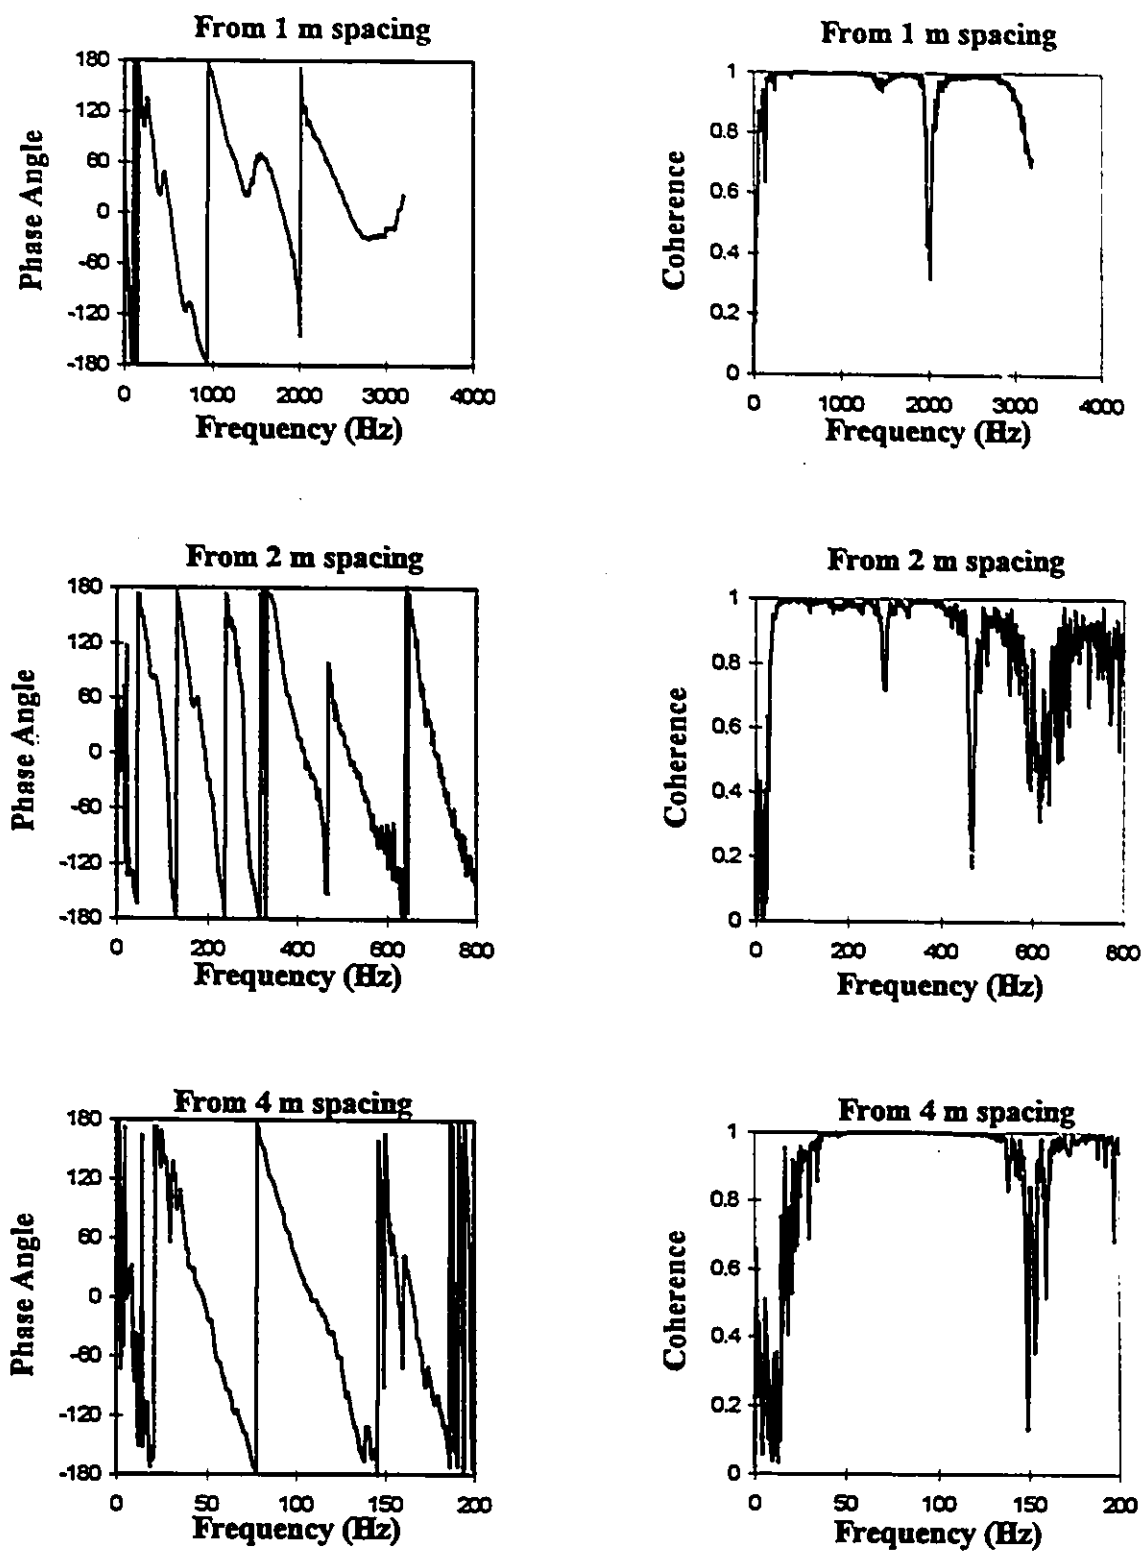 From 1 m spacing
180
120
60
0
-60
-120
-180
Phase Angle
0 1000 2000 3000 4000
Frequency (Hz)
From 1 m spacing
1
0.8
0.6
0.4
0.2
0
Coherence
0 1000 2000 3000 4000
Frequency (Hz)
From 2 m spacing
180
120
60
0
-60
-120
-180
Phase Angle
0 200 400 600 800
Frequency (Hz)
From 2 m spacing
1
0.8
0.6
0.4
0.2
0
Coherence
0 200 400 600 800
Frequency (Hz)
From 4 m spacing
180
120
60
0
-60
-120
-180
Phase Angle
0 50 100 150 200
Frequency (Hz)
From 4 m spacing
1
0.8
0.6
0.4
0.2
0
Coherence
0 50 100 150 200
Frequency (Hz)